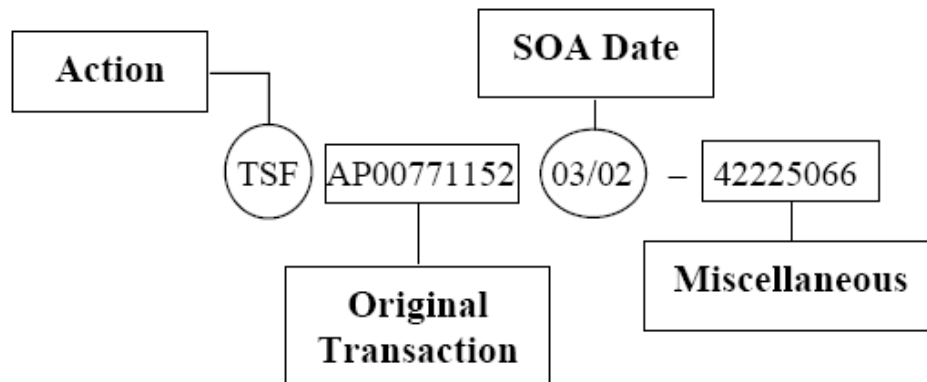 SOA Date
Action
TSF AP00771152 03/02 – 42225066
Miscellaneous
Original
Transaction